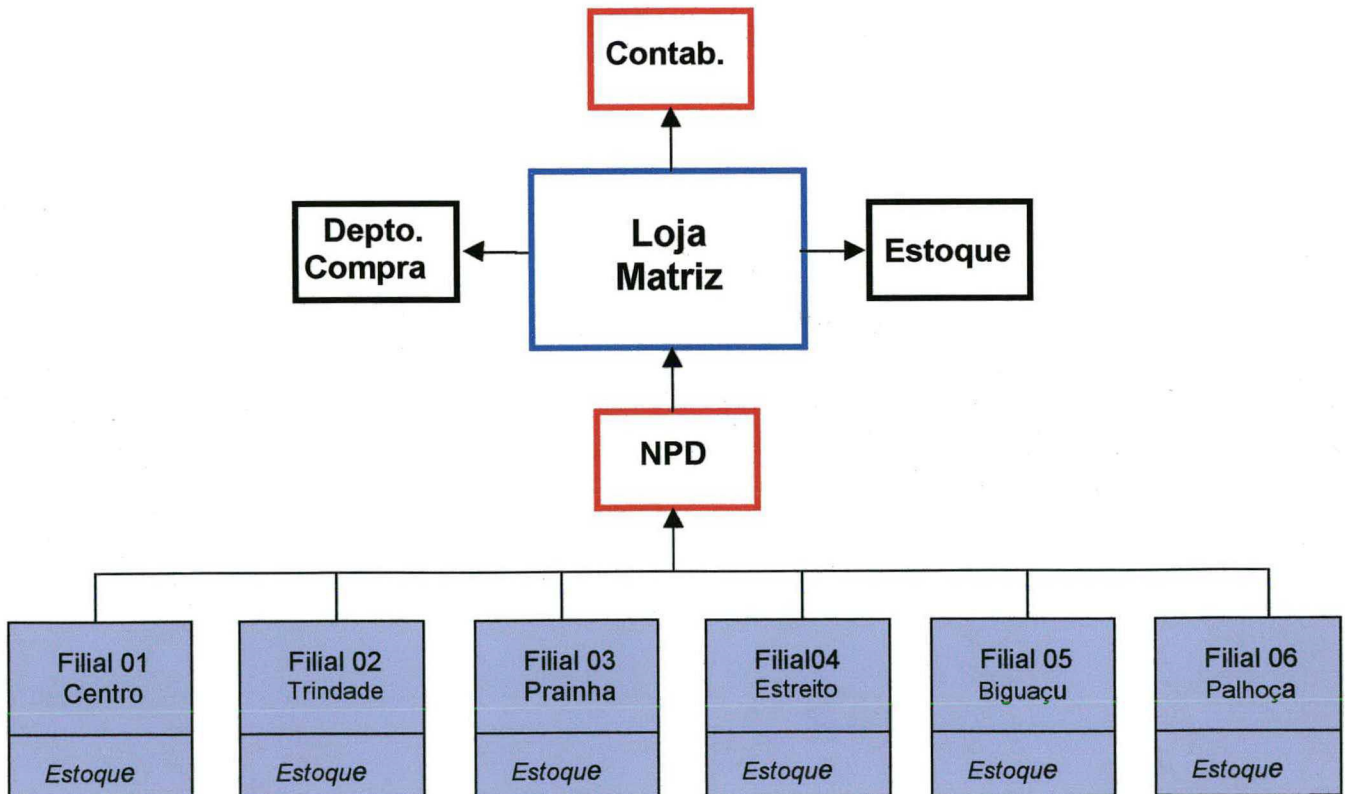 Contab.
Depto.
Compra
Loja
Matriz
Estoque
NPD
Filial 01
Centro
Estoque
Filial 02
Trindade
Estoque
Filial 03
Prainha
Estoque
Filial04
Estreito
Estoque
Filial 05
Biguaçu
Estoque
Filial 06
Palhoça
Estoque